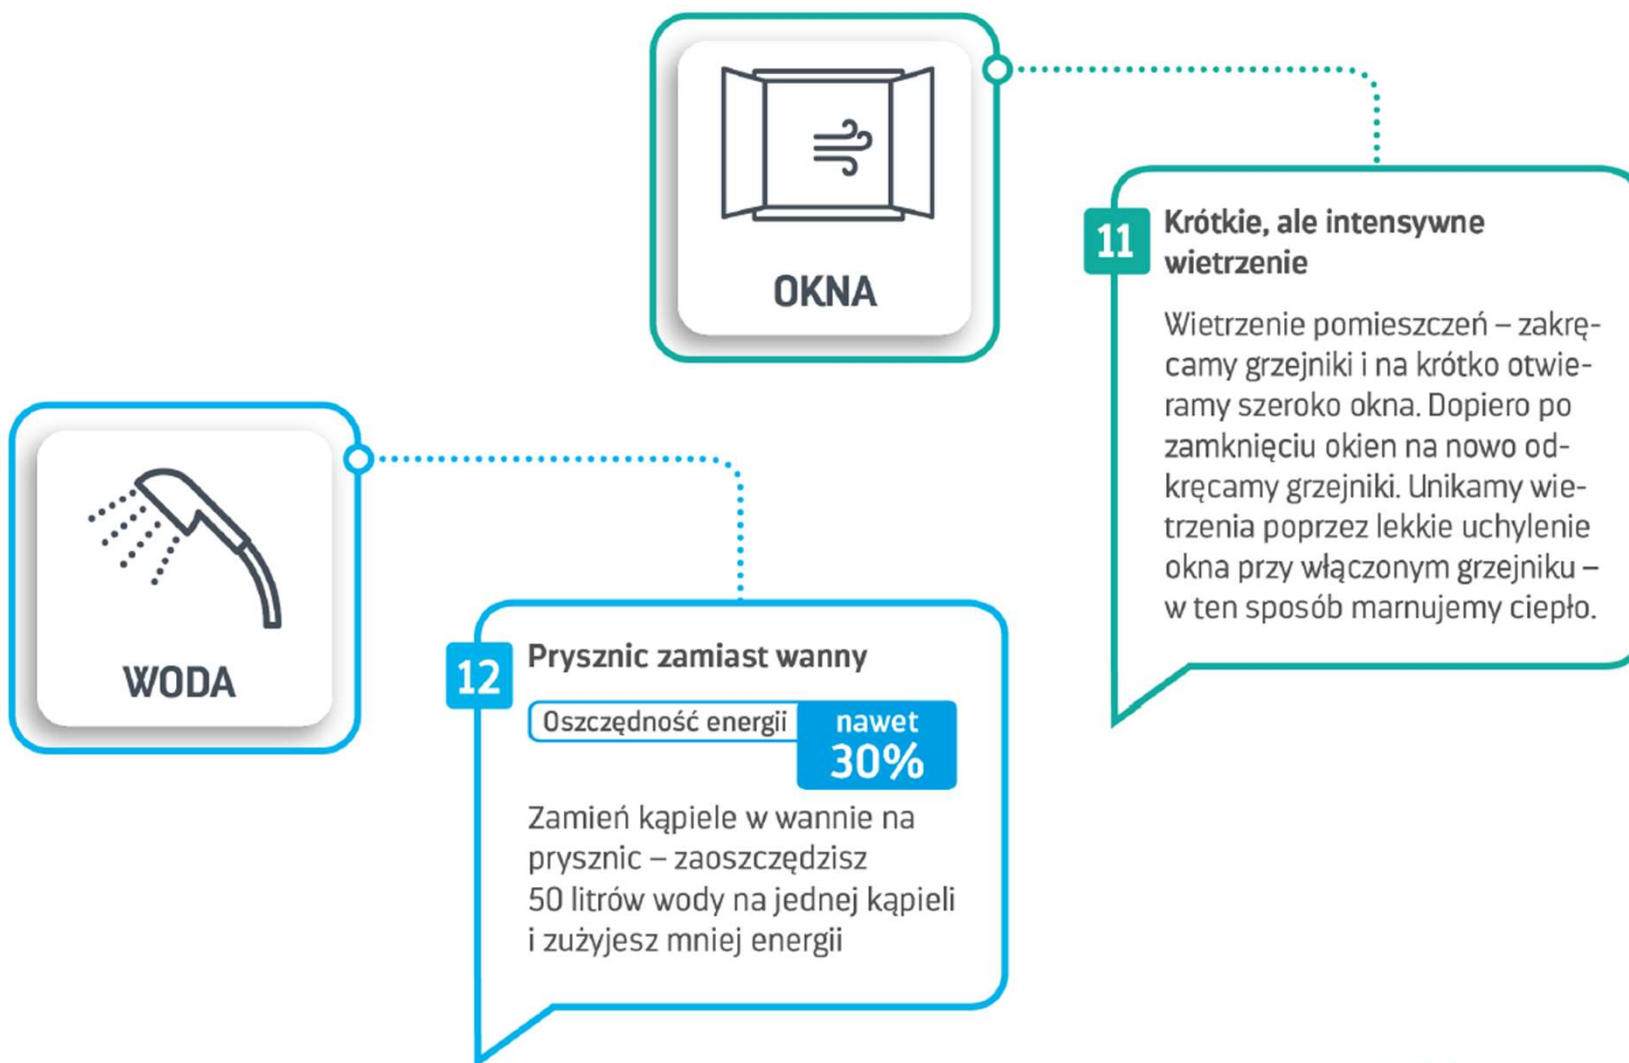 OKNA
11
Krótkie, ale intensywne
wietrzenie
Wietrzenie pomieszczeń – zakrę-
camy grzejniki i na krótko otwie-
ramy szeroko okna. Dopiero po
zamknięciu okien na nowo od-
kręcamy grzejniki. Unikamy wie-
trzenia poprzez lekkie uchylenie
okna przy włączonym grzejniku –
w ten sposób marnujemy ciepło.
WODA
12
Prysznic zamiast wanny
Oszczędność energii
nawet
30%
Zamień kąpiele w wannie na
prysznic – zaoszczędzisz
50 litrów wody na jednej kąpieli
i zużyjesz mniej energii